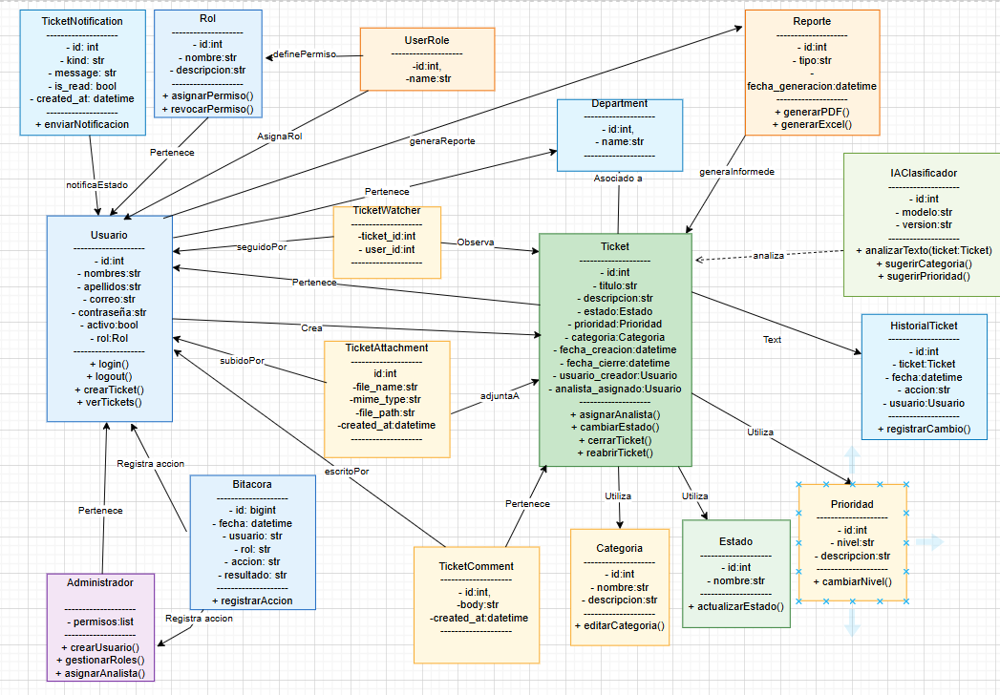 TicketNotification
--------------------
- id: int
- kind: str
- message: str
- is_read: bool
- created_at: datetime
--------------------
+ enviarNotificacion
Rol
--------------------
- id:int
- nombre:str
- descripcion:str
--------------------
+ asignarPermiso()
+ revocarPermiso()
definePermiso
UserRole
--------------------
-id:int,
-name:str
Reporte
--------------------
- id:int
- tipo:str
-
fecha_generacion:datetime
--------------------
+ generarPDF()
+ generarExcel()
Department
--------------------
- id:int,
- name:str
--------------------
AsignaRol
generaReporte
Pertenece
notificaEstado
Pertenece
Asociado a
generaInformede
IAClasificador
--------------------
- id:int
- modelo:str
- version:str
--------------------
+ analizarTexto(ticket:Ticket)
+ sugerirCategoria()
+ sugerirPrioridad()
analiza
Usuario
--------------------
- id:int
- nombres:str
- apellidos:str
- correo:str
- contraseña:str
- activo:bool
- rol:Rol
--------------------
+ login()
+ logout()
+ crearTicket()
+ verTickets()
TicketWatcher
--------------------
-ticket_id:int
- user_id:int
--------------------
seguidoPor
Observa
Pertenece
Crea
Ticket
--------------------
- id:int
- titulo:str
- descripcion:str
- estado:Estado
- prioridad:Prioridad
- categoria:Categoria
- fecha_creacion:datetime
- fecha_cierre:datetime
- usuario_creador:Usuario
- analista_asignado:Usuario
--------------------
+ asignarAnalista()
+ cambiarEstado()
+ cerrarTicket()
+ reabrirTicket()
Text
HistorialTicket
--------------------
- id:int
- ticket:Ticket
- fecha:datetime
- accion:str
- usuario:Usuario
--------------------
+ registrarCambio()
subidoPor
TicketAttachment
--------------------
id:int
-file_name:str
-mime_type:str
-file_path:str
-created_at:datetime
--------------------
adjuntaA
escritoPor
Utiliza
Registra accion
Bitacora
--------------------
- id: bigint
- fecha: datetime
- usuario: str
- rol: str
- accion: str
- resultado: str
--------------------
+ registrarAccion
Pertenece
Registra accion
Administrador
--------------------
- permisos:list
--------------------
+ crearUsuario()
+ gestionarRoles()
+ asignarAnalista()
Pertenece
Utiliza
Utiliza
TicketComment
--------------------
- id:int,
-body:str
-created_at:datetime
--------------------
Categoria
--------------------
- id:int
- nombre:str
- descripcion:str
--------------------
+ editarCategoria()
Estado
--------------------
- id:int
- nombre:str
--------------------
+ actualizarEstado()
Prioridad
--------------------
- id:int
- nivel:str
- descripcion:str
--------------------
+ cambiarNivel()